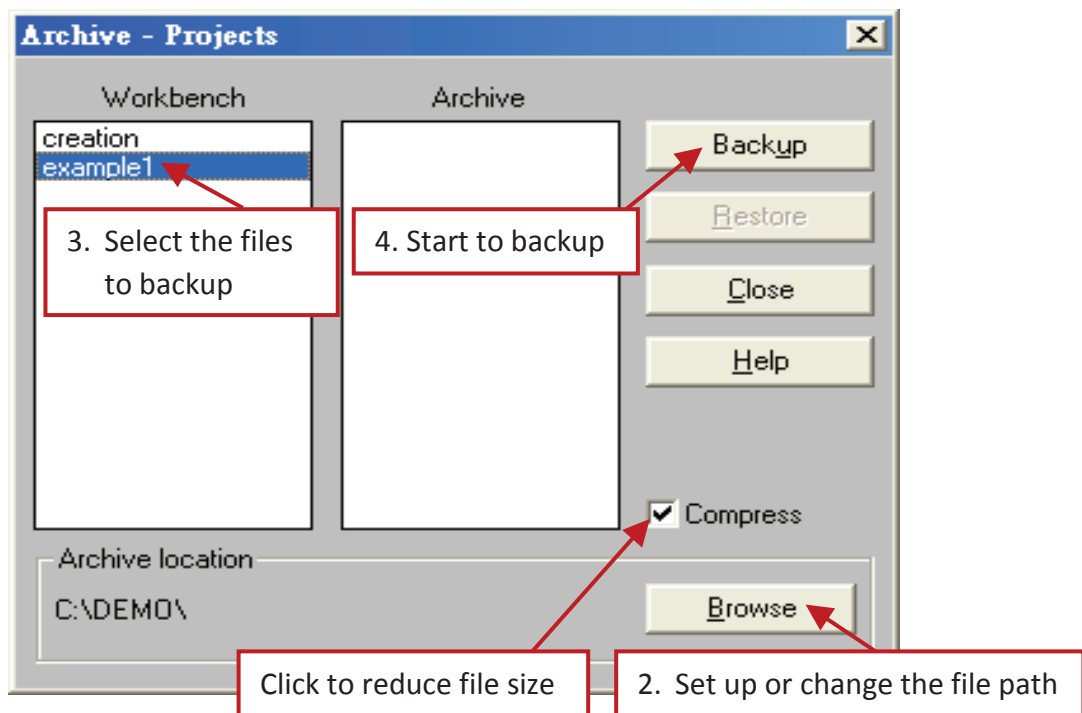 Archive - Projects
Workbench
Archive
creation
example1
Backup
Restore
Close
Help
3. Select the files
to backup
4. Start to backup
Compress
Archive location
C:\DEMO\
Browse
Click to reduce file size
2. Set up or change the file path